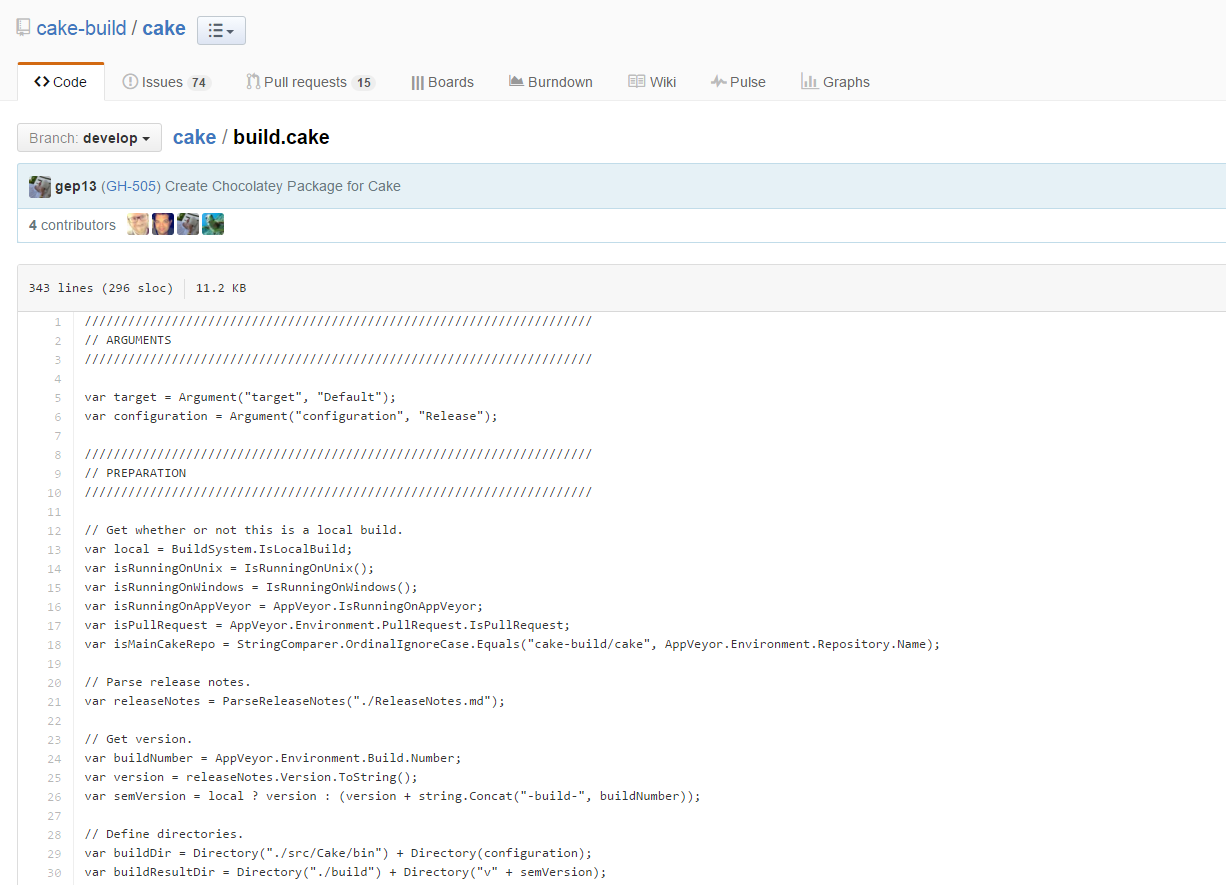 cake-build / cake
Code Issues 74 Pull requests 15 Boards Burndown Wiki Pulse Graphs
Branch: develop cake / build.cake
gep13 (GH-505) Create Chocolatey Package for Cake
4 contributors
343 lines (296 sloc) 11.2 KB
1 //////////////////////////////////////////////////////////////////////
2 // ARGUMENTS
3 //////////////////////////////////////////////////////////////////////
4
5 var target = Argument("target", "Default");
6 var configuration = Argument("configuration", "Release");
7
8 //////////////////////////////////////////////////////////////////////
9 // PREPARATION
10 //////////////////////////////////////////////////////////////////////
11
12 // Get whether or not this is a local build.
13 var local = BuildSystem.IsLocalBuild;
14 var isRunningOnUnix = IsRunningOnUnix();
15 var isRunningOnWindows = IsRunningOnWindows();
16 var isRunningOnAppVeyor = AppVeyor.IsRunningOnAppVeyor;
17 var isPullRequest = AppVeyor.Environment.PullRequest.IsPullRequest;
18 var isMainCakeRepo = StringComparer.OrdinalIgnoreCase.Equals("cake-build/cake", AppVeyor.Environment.Repository.Name);
19
20 // Parse release notes.
21 var releaseNotes = ParseReleaseNotes("./ReleaseNotes.md");
22
23 // Get version.
24 var buildNumber = AppVeyor.Environment.Build.Number;
25 var version = releaseNotes.Version.ToString();
26 var semVersion = local ? version : (version + string.Concat("-build-", buildNumber));
27
28 // Define directories.
29 var buildDir = Directory("./src/Cake/bin") + Directory(configuration);
30 var buildResultDir = Directory("./build") + Directory("v" + semVersion);